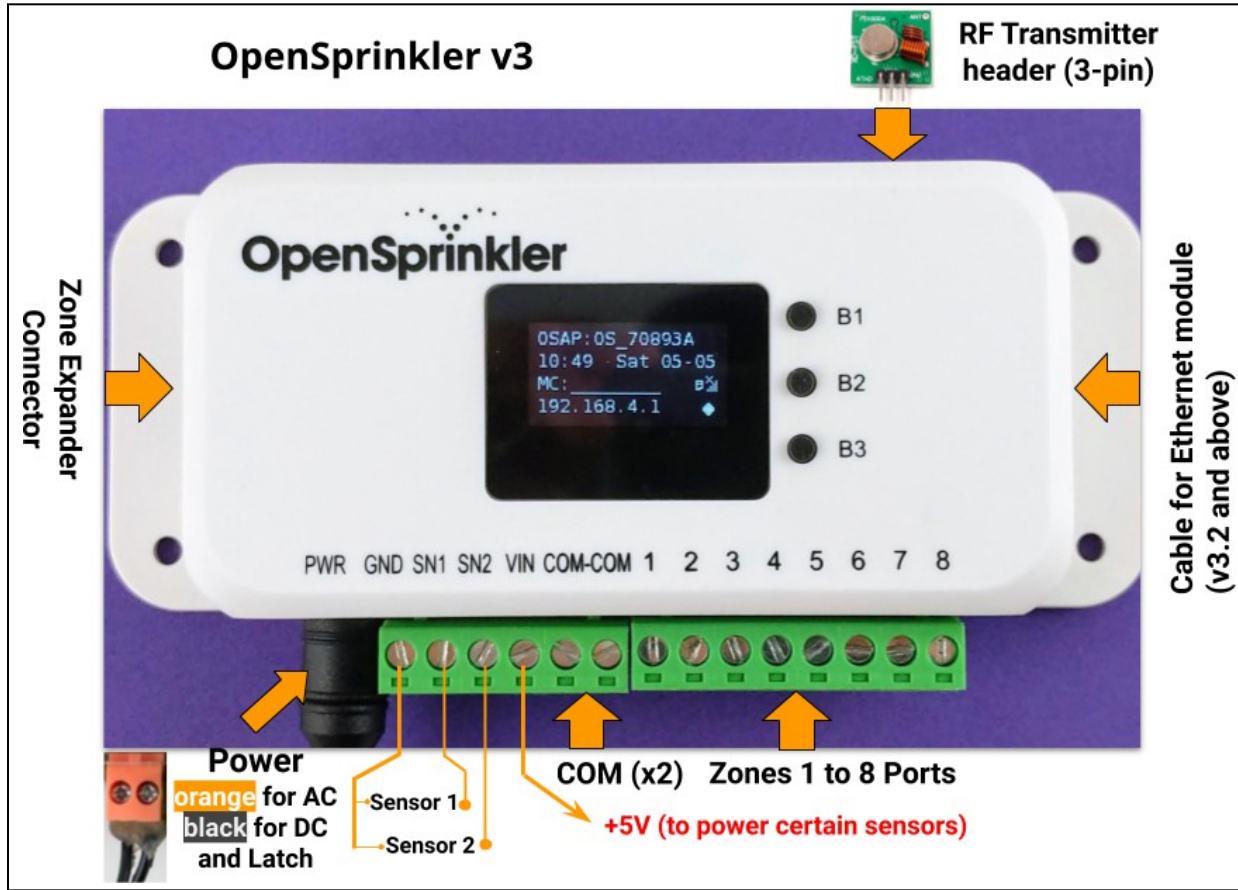 OpenSprinkler v3
RF Transmitter
header (3-pin)
Zone Expander
Connector
OpenSprinkler
OSAP:OS_70893A
10:49 Sat 05-05
MC:________
192.168.4.1
B1
B2
B3
Cable for Ethernet module
(v3.2 and above)
PWR GND SN1 SN2 VIN COM-COM 1 2 3 4 5 6 7 8
Power
orange for AC
black for DC
and Latch
Sensor 1
Sensor 2
COM (x2)
Zones 1 to 8 Ports
+5V (to power certain sensors)